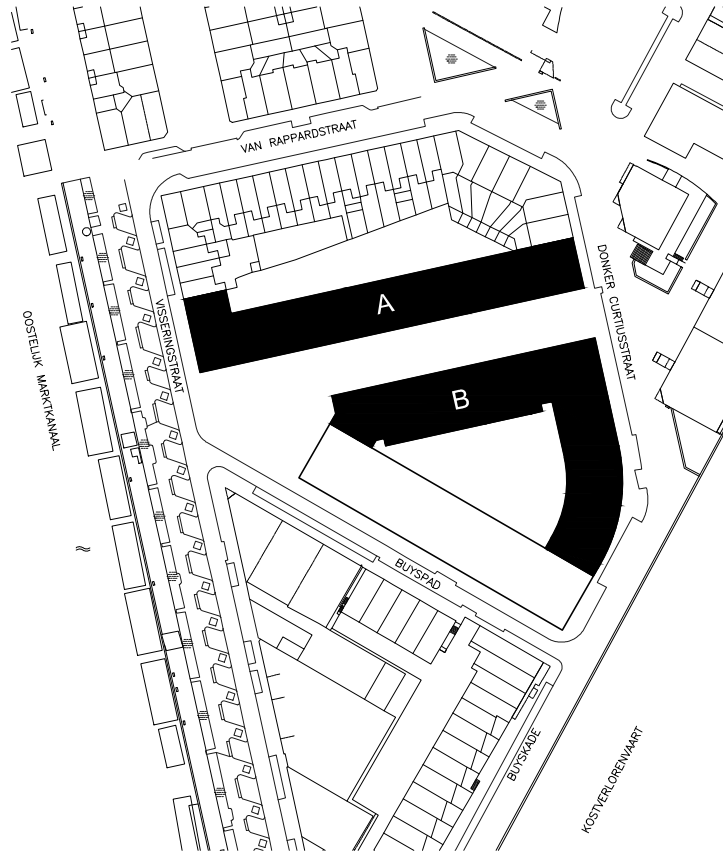 VAN RAPPARDSTRAAT
DONKER CURTIUSSTRAAT
A
VISSERINGSTRAAT
OOSTELIJK MARKTKANAAL
B
BUYSPAD
BUYSKADE
KOSTVERLORENVAART